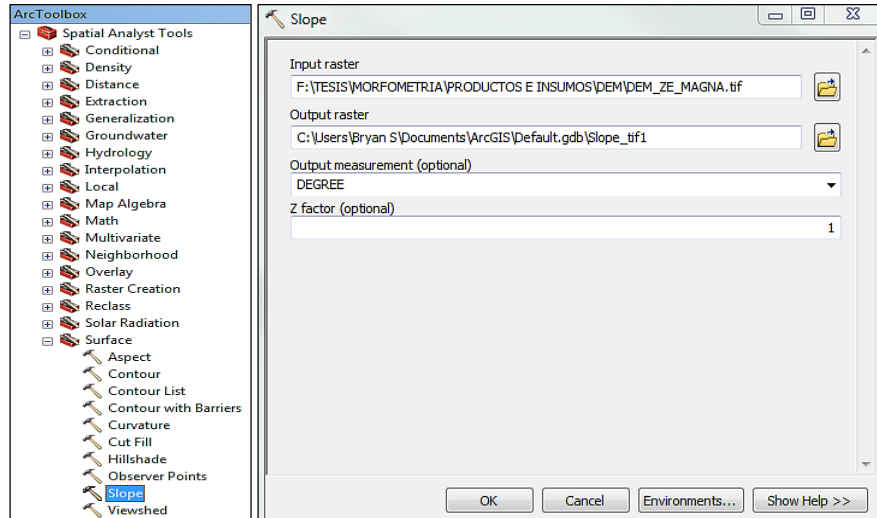 ArcToolbox
Spatial Analyst Tools
Conditional
Density
Distance
Extraction
Generalization
Groundwater
Hydrology
Interpolation
Local
Map Algebra
Math
Multivariate
Neighborhood
Overlay
Raster Creation
Reclass
Solar Radiation
Surface
Aspect
Contour
Contour List
Contour with Barriers
Curvature
Cut Fill
Hillshade
Observer Points
Slope
Viewshed
Slope
Input raster
F:\TESIS\MORFOMETRIA\PRODUCTOS E INSUMOS\DEM\DEM_ZE_MAGNA.tif
Output raster
C:\Users\Bryan S\Documents\ArcGIS\Default.gdb\Slope_tif1
Output measurement (optional)
DEGREE
Z factor (optional)
1
OK Cancel Environments... Show Help >>